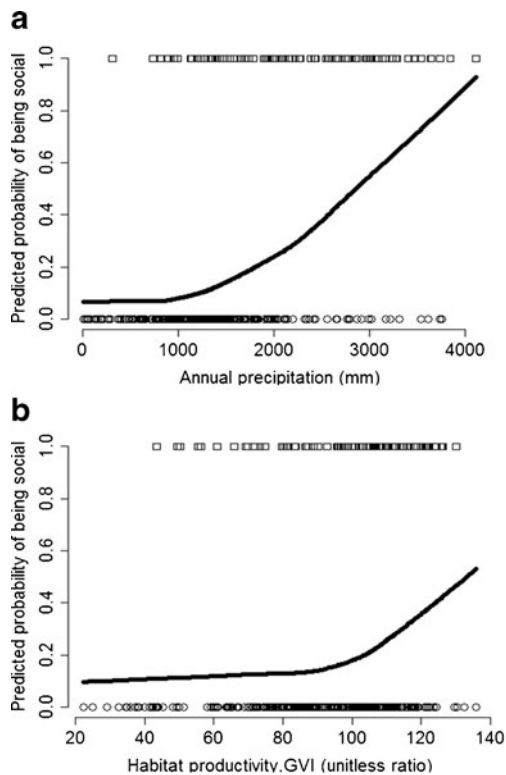 a
Predicted probability of being social
1.0
0.8
0.6
0.4
0.2
0.0
0 1000 2000 3000 4000
Annual precipitation (mm)
b
Predicted probability of being social
1.0
0.8
0.6
0.4
0.2
0.0
20 40 60 80 100 120 140
Habitat productivity,GVI (unitless ratio)